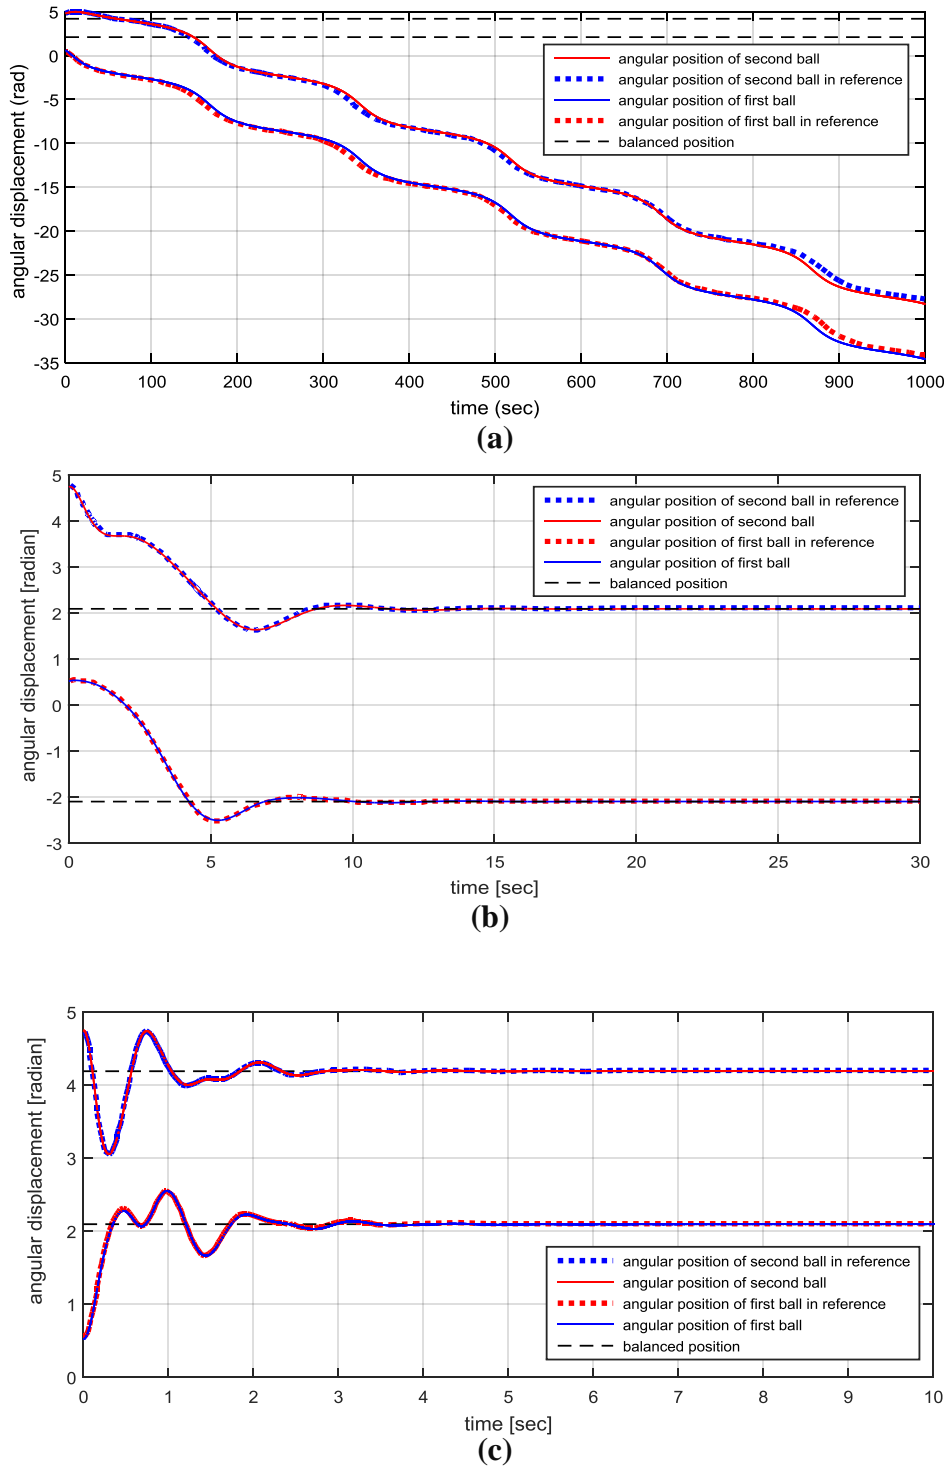 5
0
-5
-10
-15
-20
-25
-30
-35
angular displacement (rad)
angular position of second ball
angular position of second ball in reference
angular position of first ball
angular position of first ball in reference
balanced position
0 100 200 300 400 500 600 700 800 900 1000
time (sec)
(a)
5
4
3
2
1
0
-1
-2
-3
angular displacement [radian]
angular position of second ball in reference
angular position of second ball
angular position of first ball in reference
angular position of first ball
balanced position
0 5 10 15 20 25 30
time [sec]
(b)
5
4
3
2
1
0
angular displacement [radian]
angular position of second ball in reference
angular position of second ball
angular position of first ball in reference
angular position of first ball
balanced position
0 1 2 3 4 5 6 7 8 9 10
time [sec]
(c)